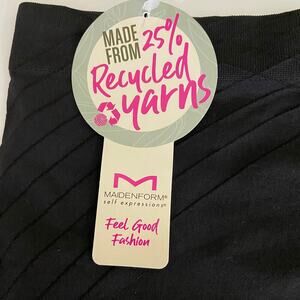 MADE
FROM 25%
Recycled
yarns
MAIDENFORM®
self expressions®
Feel Good
Fashion